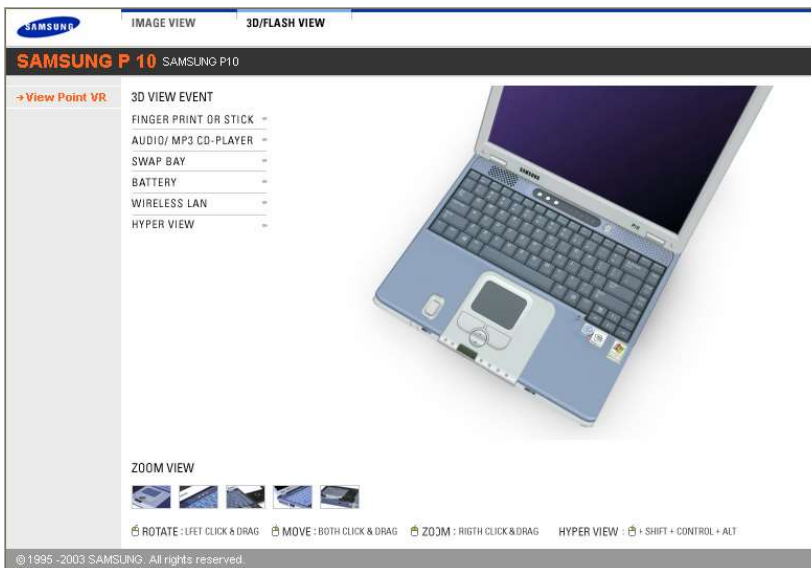 SAMSUNG
IMAGE VIEW 3D/FLASH VIEW
SAMSUNG P 10 SAMSUNG P10
→View Point VR
3D VIEW EVENT
FINGER PRINT OR STICK
AUDIO/ MP3 CD-PLAYER
SWAP BAY
BATTERY
WIRELESS LAN
HYPER VIEW
SAMSUNG
P10
ZOOM VIEW
ROTATE : LFET CLICK & DRAG MOVE : BOTH CLICK & DRAG ZOOM : RIGTH CLICK & DRAG HYPER VIEW : + SHIFT + CONTROL + ALT
© 1995 -2003 SAMSUNG. All rights reserved.